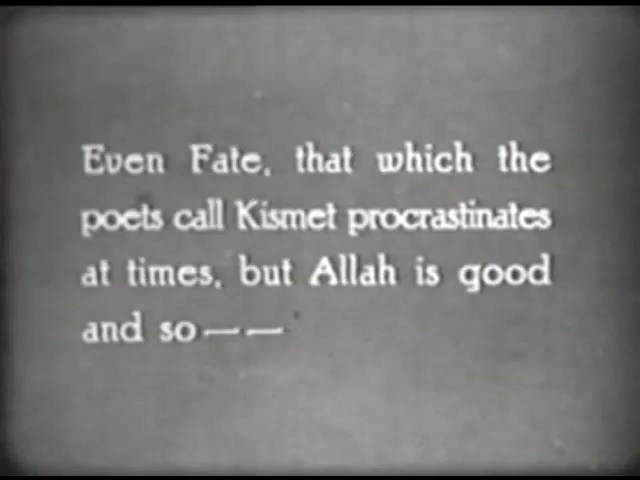 Even Fate, that which the
poets call Kismet procrastinates
at times, but Allah is good
and so — —